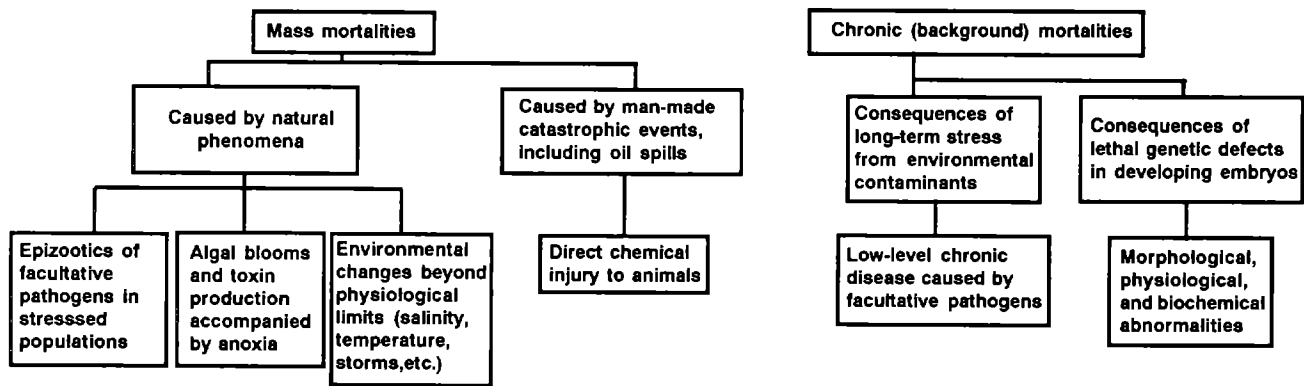 Mass mortalities
Caused by natural
phenomena
Caused by man-made
catastrophic events,
including oil spills
Epizootics of
facultative
pathogens in
stresssed
populations
Algal blooms
and toxin
production
accompanied
by anoxia
Environmental
changes beyond
physiological
limits (salinity,
temperature,
storms,etc.)
Direct chemical
injury to animals
Chronic (background) mortalities
Consequences of
long-term stress
from environmental
contaminants
Consequences of
lethal genetic defects
in developing embryos
Low-level chronic
disease caused by
facultative pathogens
Morphological,
physiological,
and biochemical
abnormalities